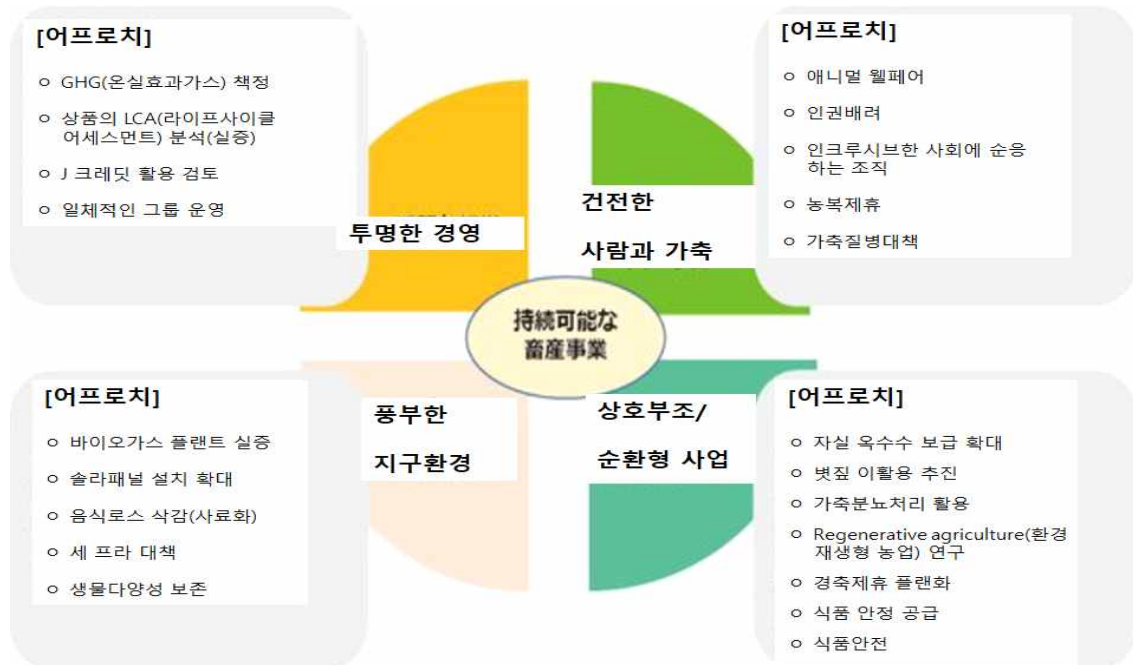 [어프로치]
○ GHG(온실효과가스) 책정
○ 상품의 LCA(라이프사이클
어세스먼트) 분석(실증)
○ J 크레딧 활용 검토
○ 일체적인 그룹 운영
투명한 경영
[어프로치]
○ 애니멀 웰페어
○ 인권배려
○ 인크루시브한 사회에 순응
하는 조직
○ 농복제휴
○ 가축질병대책
건전한
사람과 가축
持続可能な
畜産事業
[어프로치]
○ 바이오가스 플랜트 실증
○ 솔라패널 설치 확대
○ 음식로스 삭감(사료화)
○ 세 프라 대책
○ 생물다양성 보존
풍부한
지구환경
상호부조/
순환형 사업
[어프로치]
○ 자실 옥수수 보급 확대
○ 볏짚 이활용 추진
○ 가축분뇨처리 활용
○ Regenerative agriculture(환경
재생형 농업) 연구
○ 경축제휴 플랜화
○ 식품 안정 공급
○ 식품안전